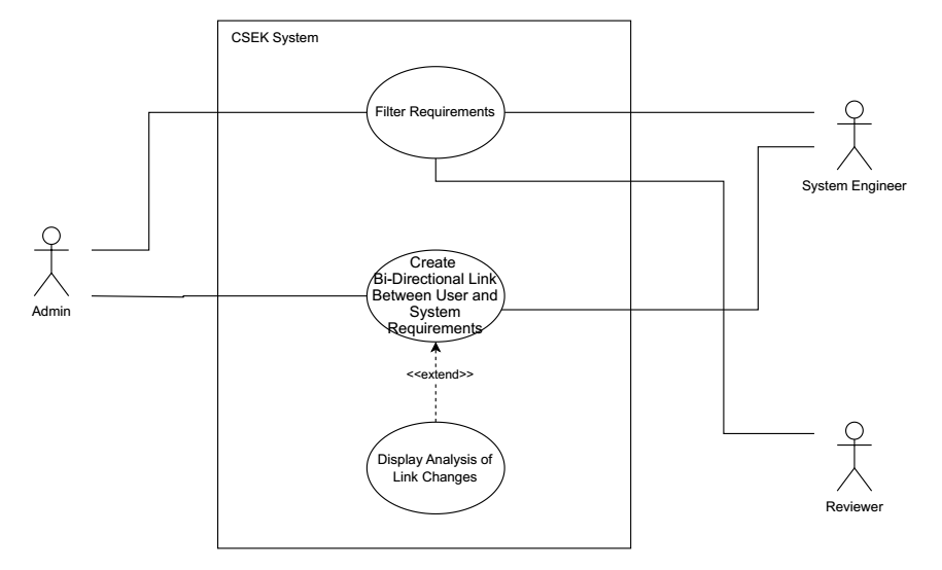 CSEK System
Filter Requirements
System Engineer
Create
Bi-Directional Link
Between User and
System
Requirements
Admin
<<extend>>
Display Analysis of
Link Changes
Reviewer